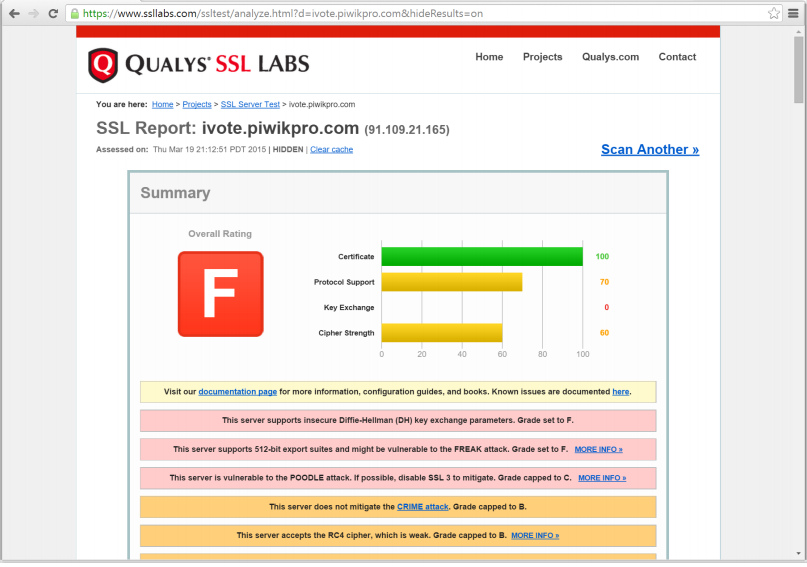 https://www.ssllabs.com/ssltest/analyze.html?d=ivote.piwikpro.com&hideResults=on
QUALYS® SSL LABS
Home Projects Qualys.com Contact
You are here: Home > Projects > SSL Server Test > ivote.piwikpro.com
SSL Report: ivote.piwikpro.com (91.109.21.165)
Assessed on: Thu Mar 19 21:12:51 PDT 2015 | HIDDEN | Clear cache
Scan Another »
Summary
Overall Rating
F
Certificate 100
Protocol Support 70
Key Exchange 0
Cipher Strength 60
0 20 40 60 80 100
Visit our documentation page for more information, configuration guides, and books. Known issues are documented here.
This server supports insecure Diffie-Hellman (DH) key exchange parameters. Grade set to F.
This server supports 512-bit export suites and might be vulnerable to the FREAK attack. Grade set to F. MORE INFO »
This server is vulnerable to the POODLE attack. If possible, disable SSL 3 to mitigate. Grade capped to C. MORE INFO »
This server does not mitigate the CRIME attack. Grade capped to B.
This server accepts the RC4 cipher, which is weak. Grade capped to B. MORE INFO »